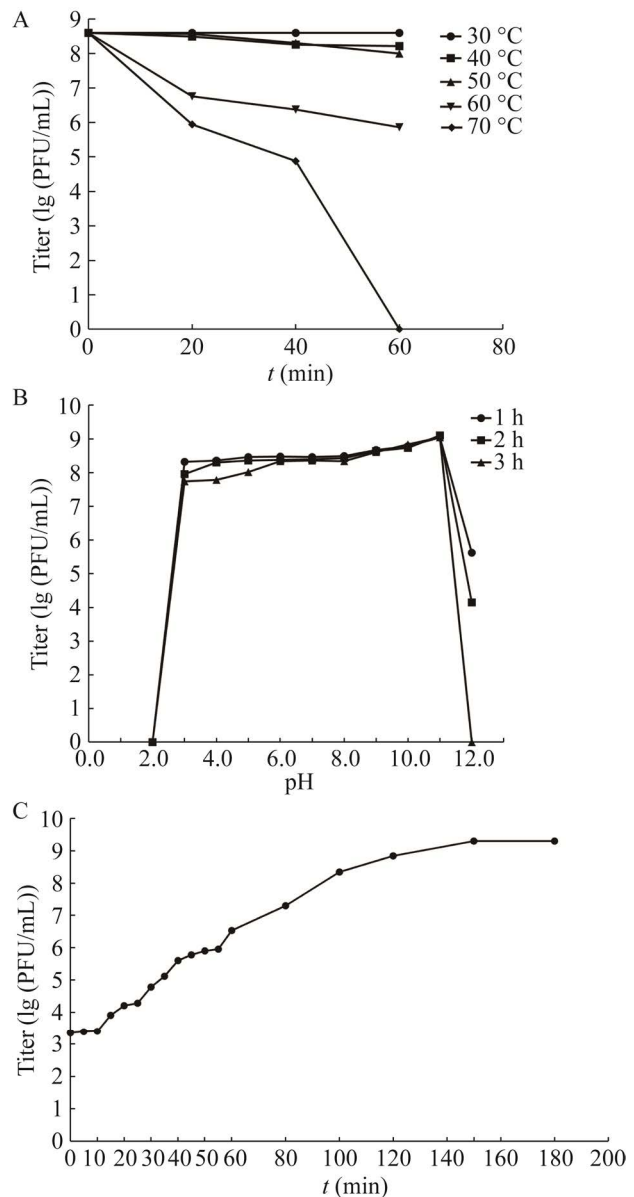 A
Titer (lg (PFU/mL))
9
8
7
6
5
4
3
2
1
0
0 20 40 60 80
t (min)
30 °C
40 °C
50 °C
60 °C
70 °C
B
Titer (lg (PFU/mL))
10
9
8
7
6
5
4
3
2
1
0
0.0 2.0 4.0 6.0 8.0 10.0 12.0
pH
1 h
2 h
3 h
C
Titer (lg (PFU/mL))
10
9
8
7
6
5
4
3
2
1
0
0 10 20 30 40 50 60 80 100 120 140 160 180 200
t (min)